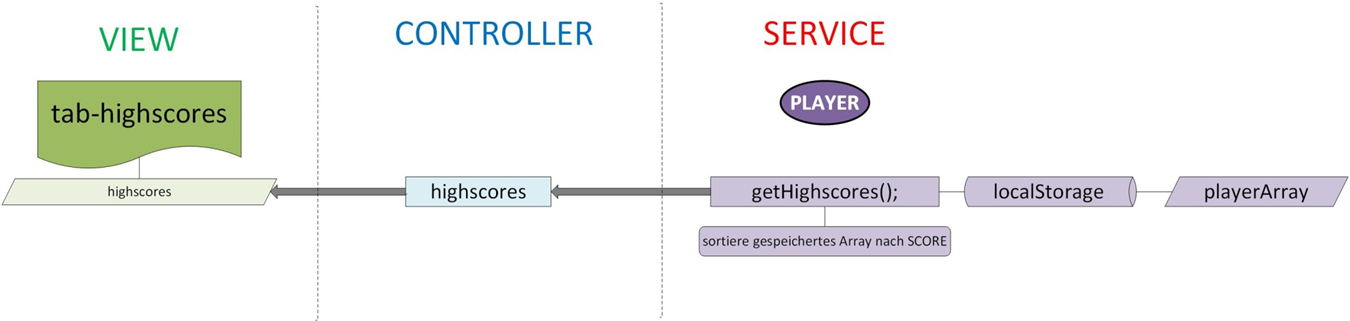 VIEW
CONTROLLER
SERVICE
tab-highscores
PLAYER
highscores
highscores
getHighscores();
localStorage
playerArray
sortiere gespeichertes Array nach SCORE